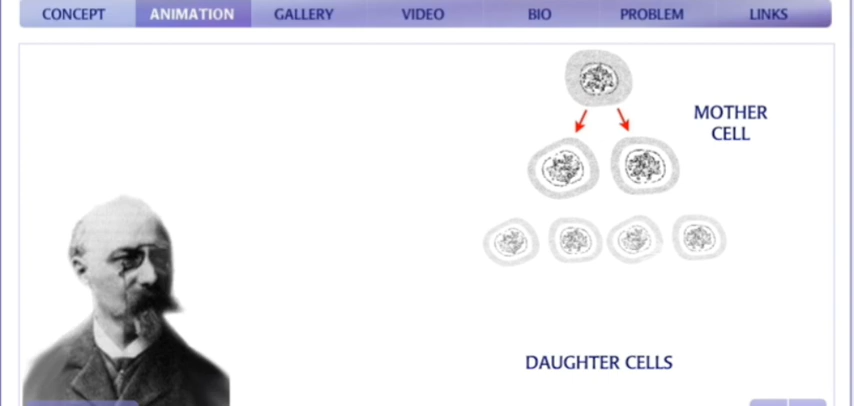 CONCEPT ANIMATION GALLERY VIDEO BIO PROBLEM LINKS
MOTHER
CELL
DAUGHTER CELLS